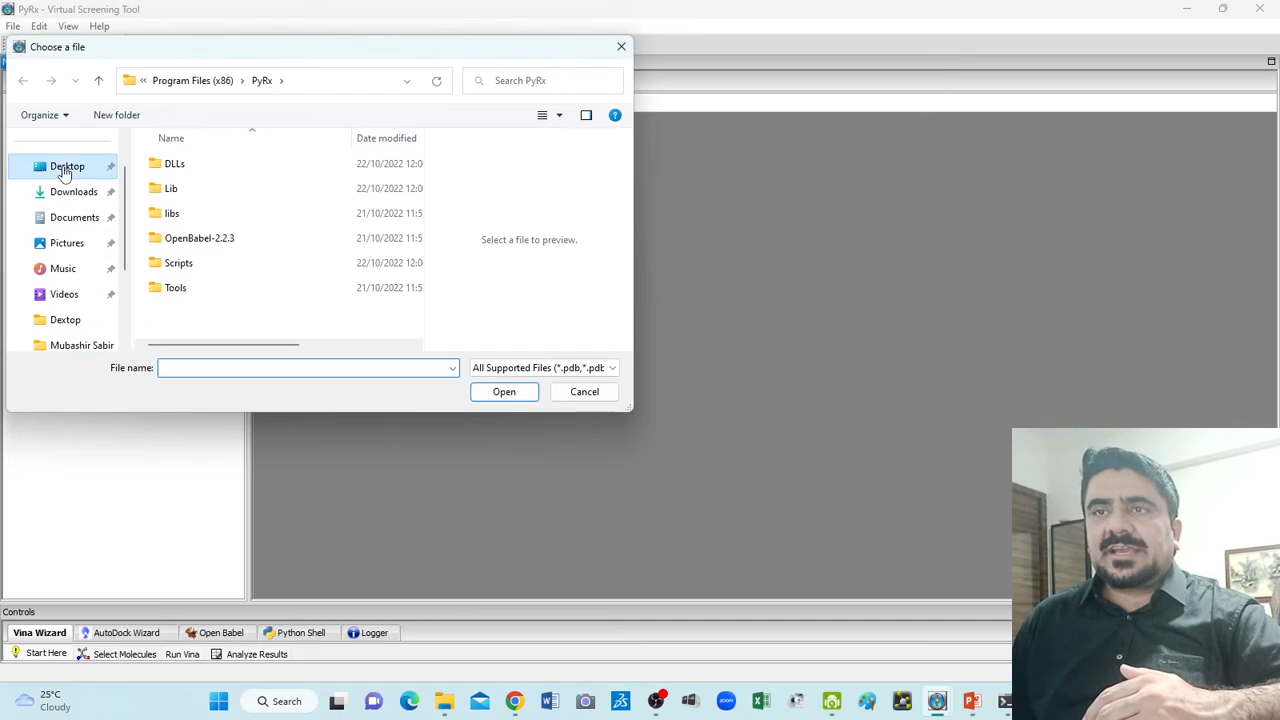 PyRx - Virtual Screening Tool
File Edit View Help
Choose a file
« Program Files (x86) › PyRx ›
Search PyRx
Organize New folder
Name Date modified
Desktop
Downloads
Documents
Pictures
Music
Videos
Dextop
Mubashir Sabir
DLLs 22/10/2022 12:0
Lib 22/10/2022 12:0
libs 21/10/2022 11:5
OpenBabel-2.2.3 21/10/2022 11:5
Scripts 22/10/2022 12:0
Tools 21/10/2022 11:5
Select a file to preview.
File name:
All Supported Files (*.pdb,*.pdb
Open Cancel
Controls
Vina Wizard AutoDock Wizard Open Babel Python Shell Logger
Start Here Select Molecules Run Vina Analyze Results
25°C
Cloudy
Search
zoom